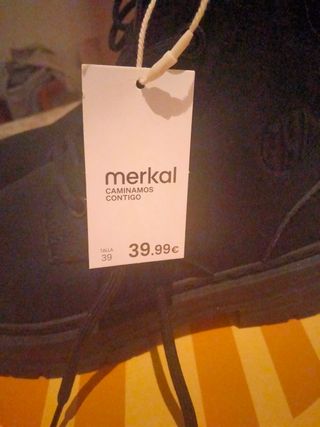 merkal
CAMINAMOS
CONTIGO
TALLA
39
39.99€